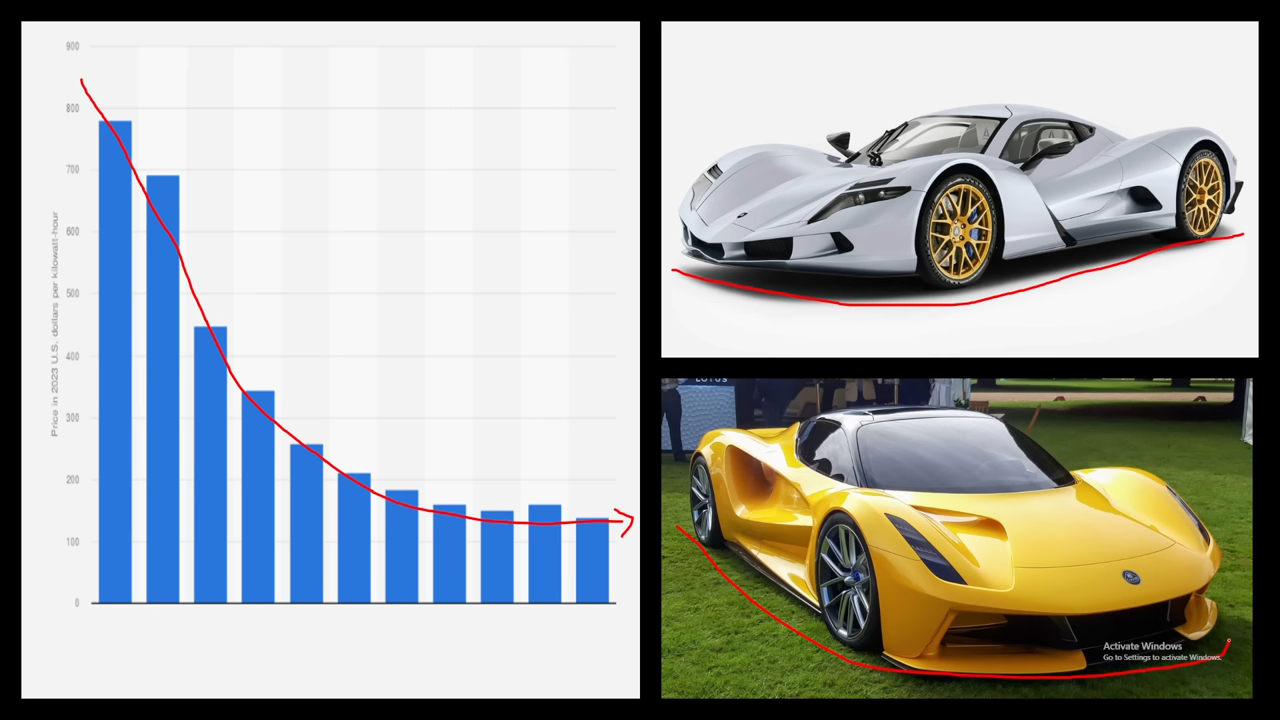 900
800
700
600
500
400
300
200
100
0
Price in 2023 U.S. dollars per kilowatt-hour
LOTUS
Activate Windows
Go to Settings to activate Windows.